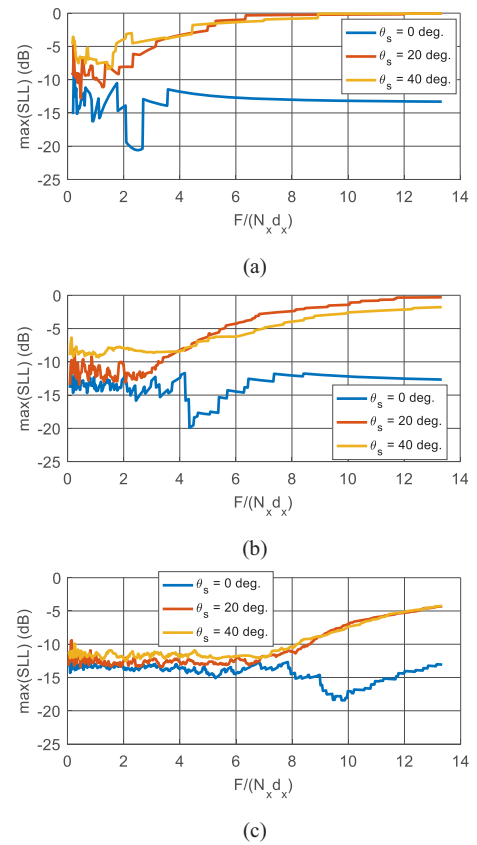 0
-5
-10
-15
-20
-25
max(SLL) (dB)
θs = 0 deg.
θs = 20 deg.
θs = 40 deg.
0 2 4 6 8 10 12 14
F/(Nxdx)
(a)
0
-5
-10
-15
-20
-25
max(SLL) (dB)
θs = 0 deg.
θs = 20 deg.
θs = 40 deg.
0 2 4 6 8 10 12 14
F/(Nxdx)
(b)
0
-5
-10
-15
-20
-25
max(SLL) (dB)
θs = 0 deg.
θs = 20 deg.
θs = 40 deg.
0 2 4 6 8 10 12 14
F/(Nxdx)
(c)